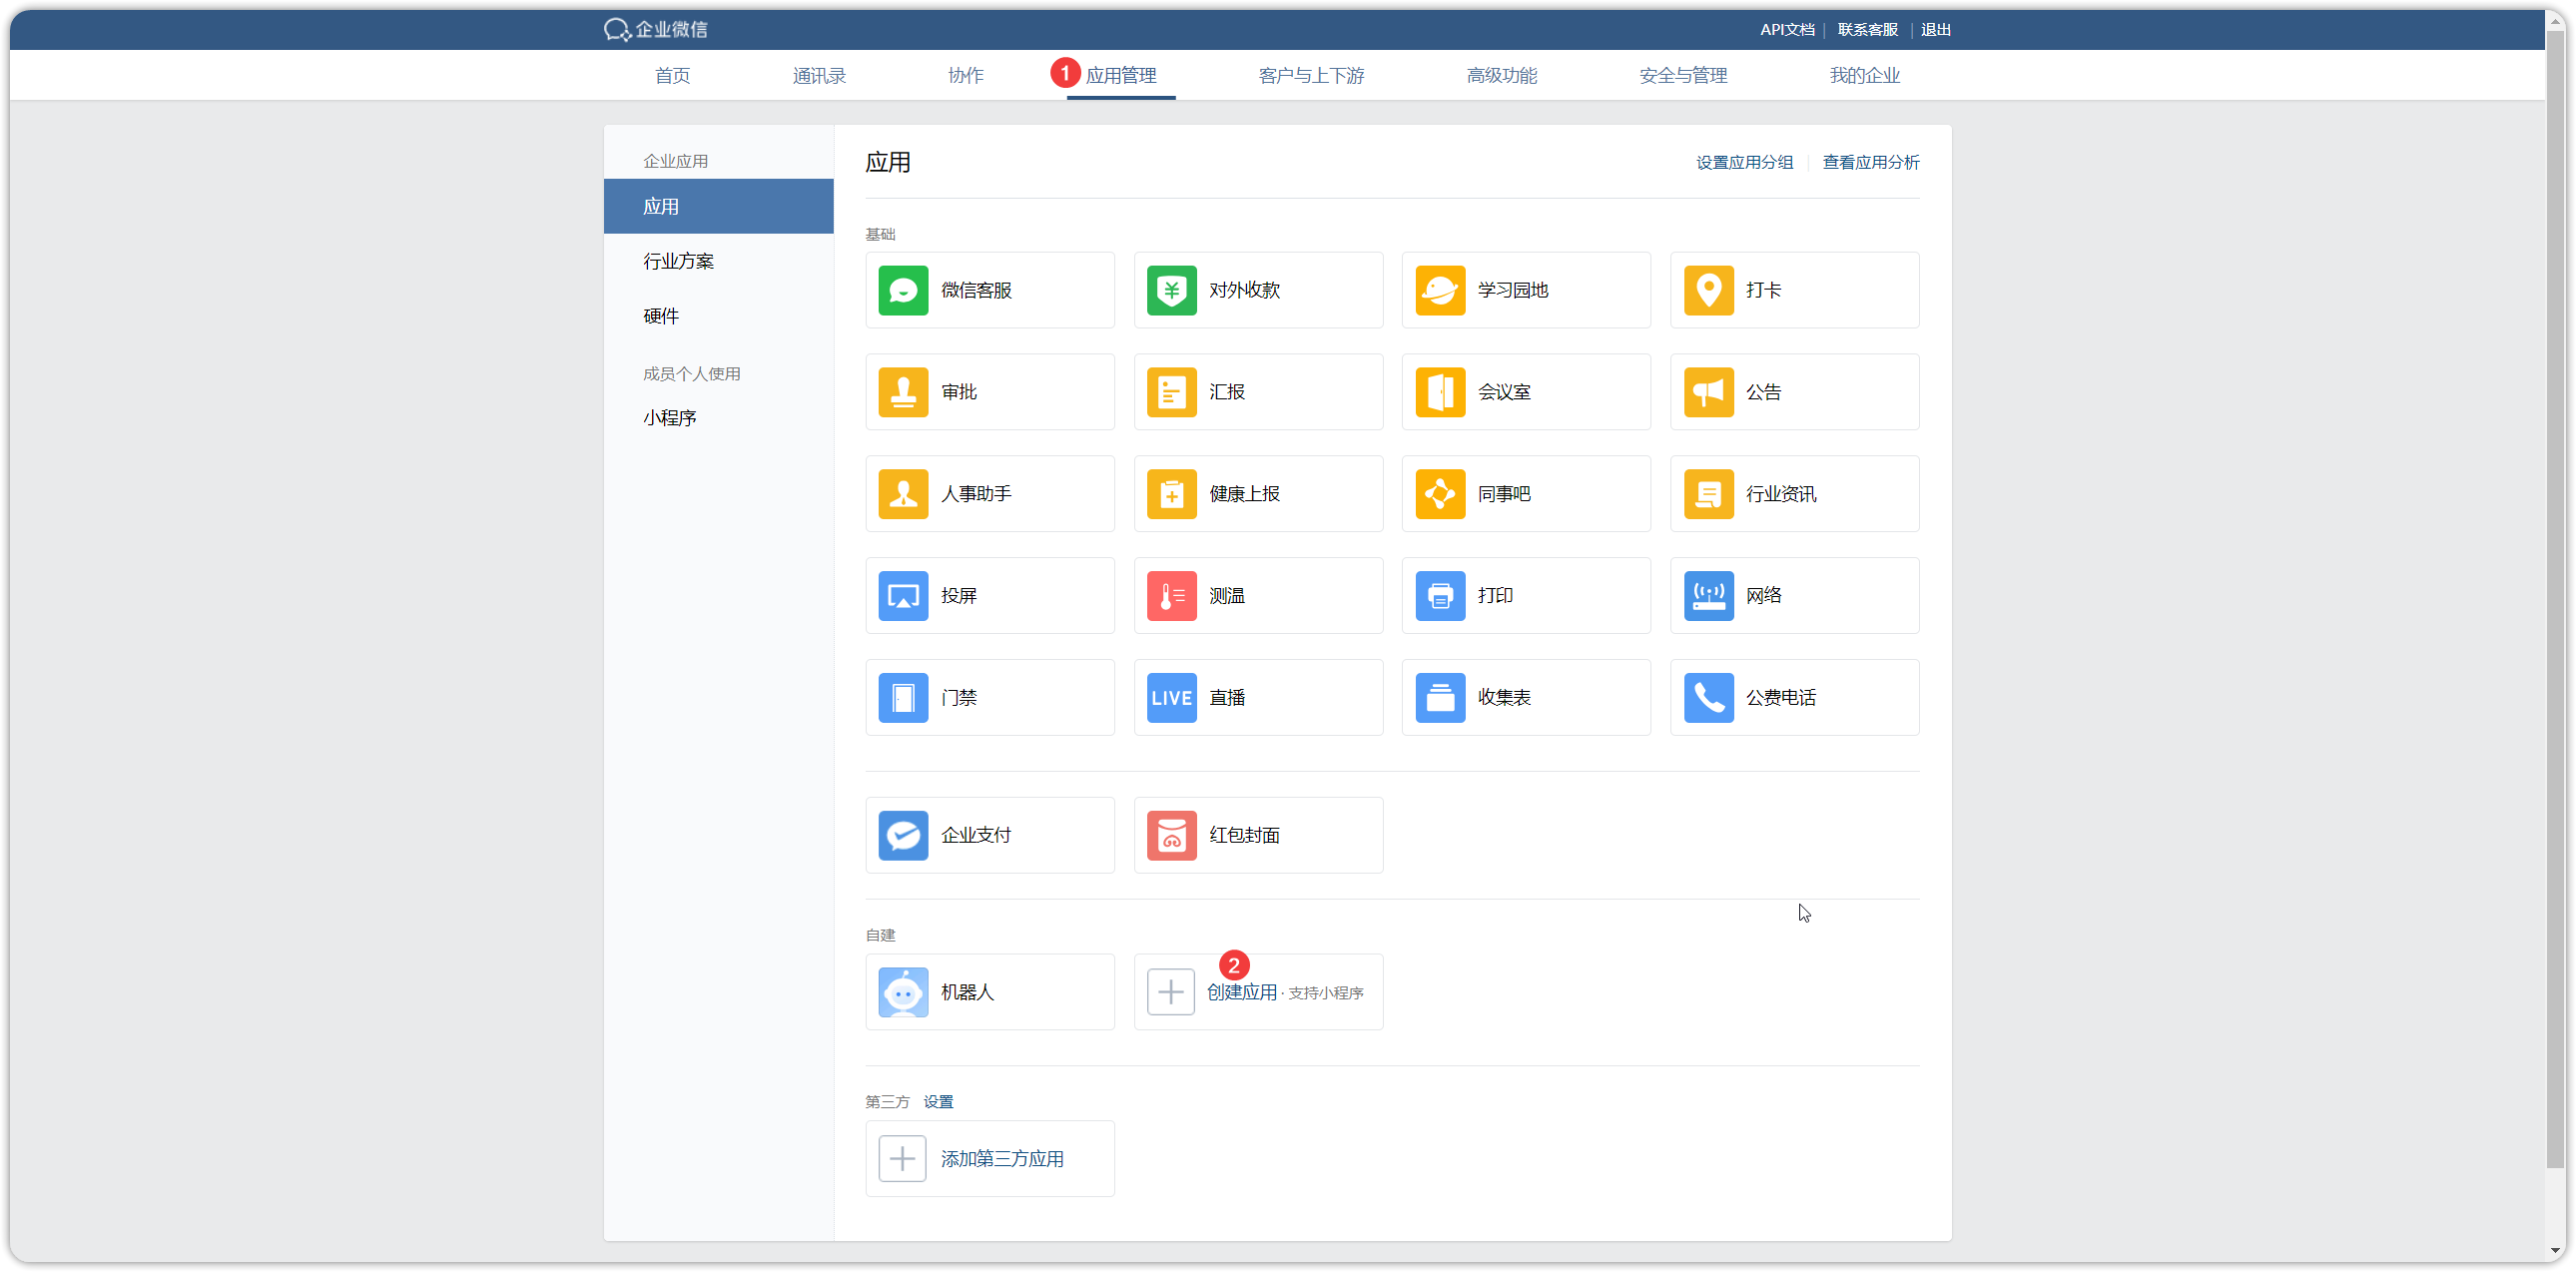 企业微信
API文档 | 联系客服 | 退出
首页 通讯录 协作 1 应用管理 客户与上下游 高级功能 安全与管理 我的企业
企业应用
应用
行业方案
硬件
成员个人使用
小程序
应用 设置应用分组 查看应用分析
基础
微信客服 对外收款 学习园地 打卡
审批 汇报 会议室 公告
人事助手 健康上报 同事吧 行业资讯
投屏 测温 打印 网络
门禁 LIVE 直播 收集表 公费电话
企业支付 红包封面
自建
2
机器人 创建应用 · 支持小程序
第三方 设置
添加第三方应用